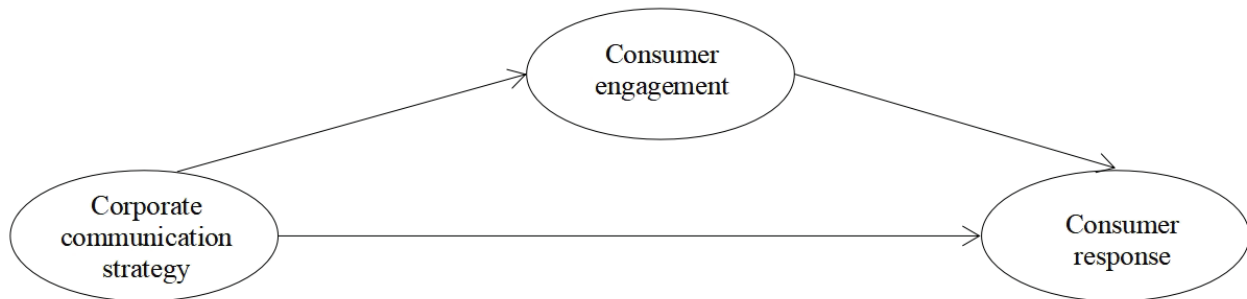 Consumer
engagement
Corporate
communication
strategy
Consumer
response